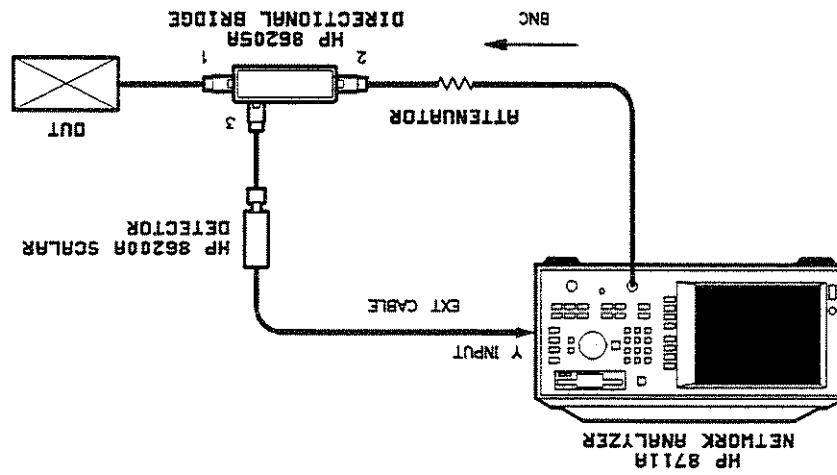 HP 8711A
NETWORK ANALYZER
Y INPUT
EXT CABLE
HP 86200A SCALAR
DETECTOR
DUT
3
ATTENUATOR
1
2
HP 86205A
DIRECTIONAL BRIDGE
BNC